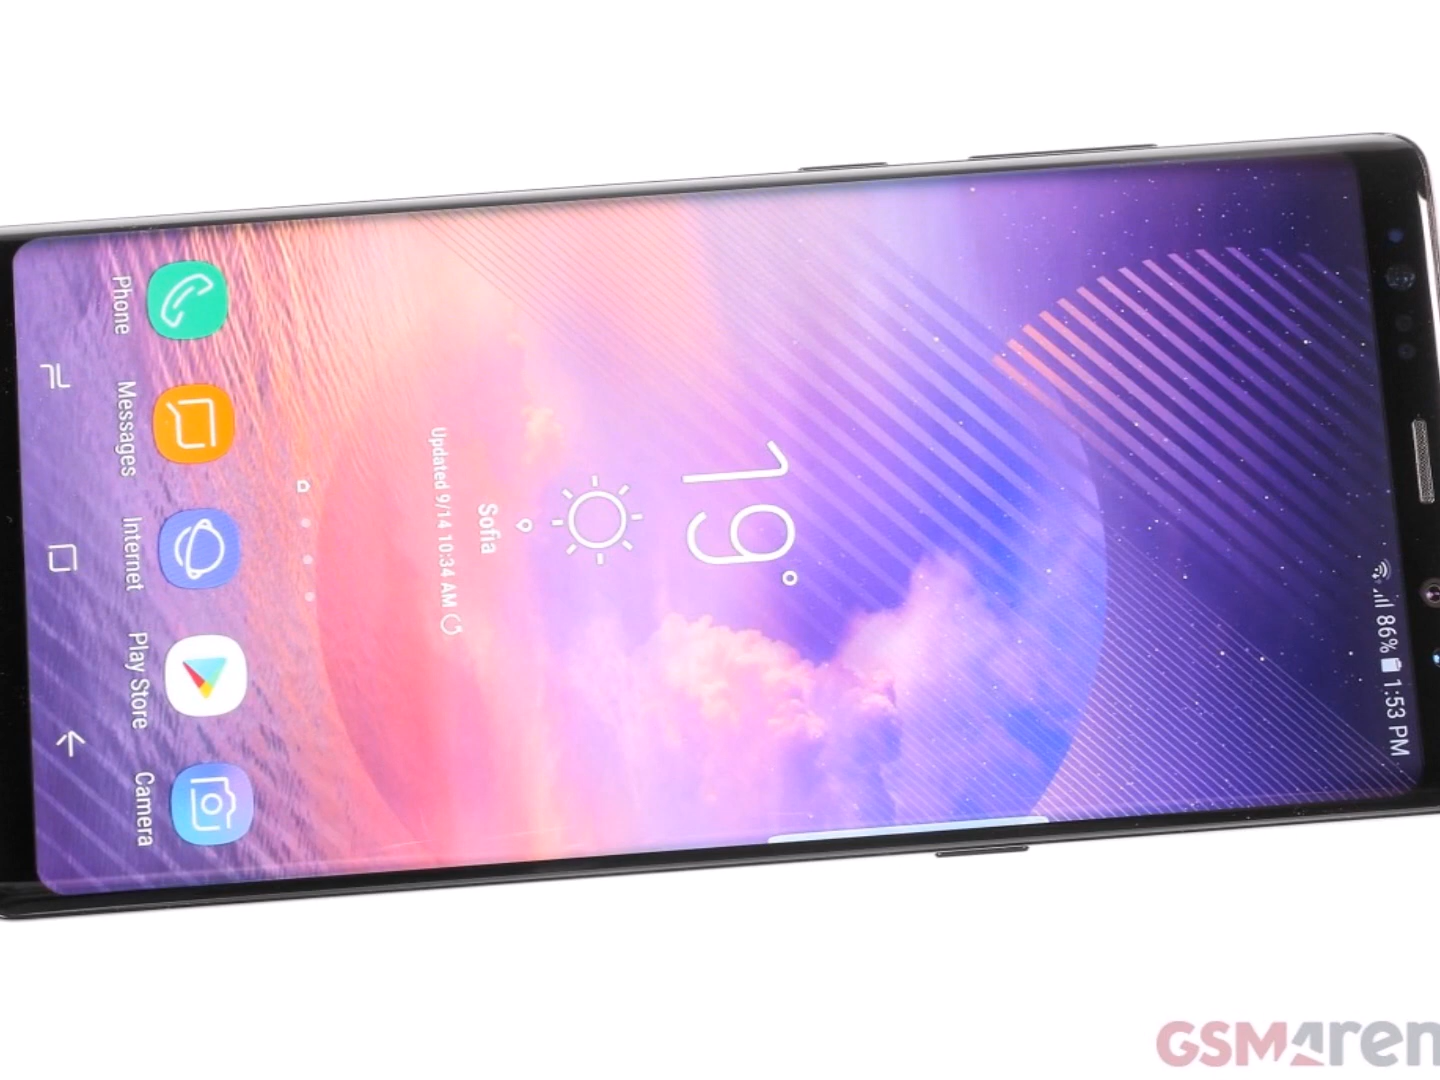 86% 1:53 PM
19°
Sofia
Updated 9/14 10:34 AM
Phone
Messages
Internet
Play Store
Camera
GSMAren